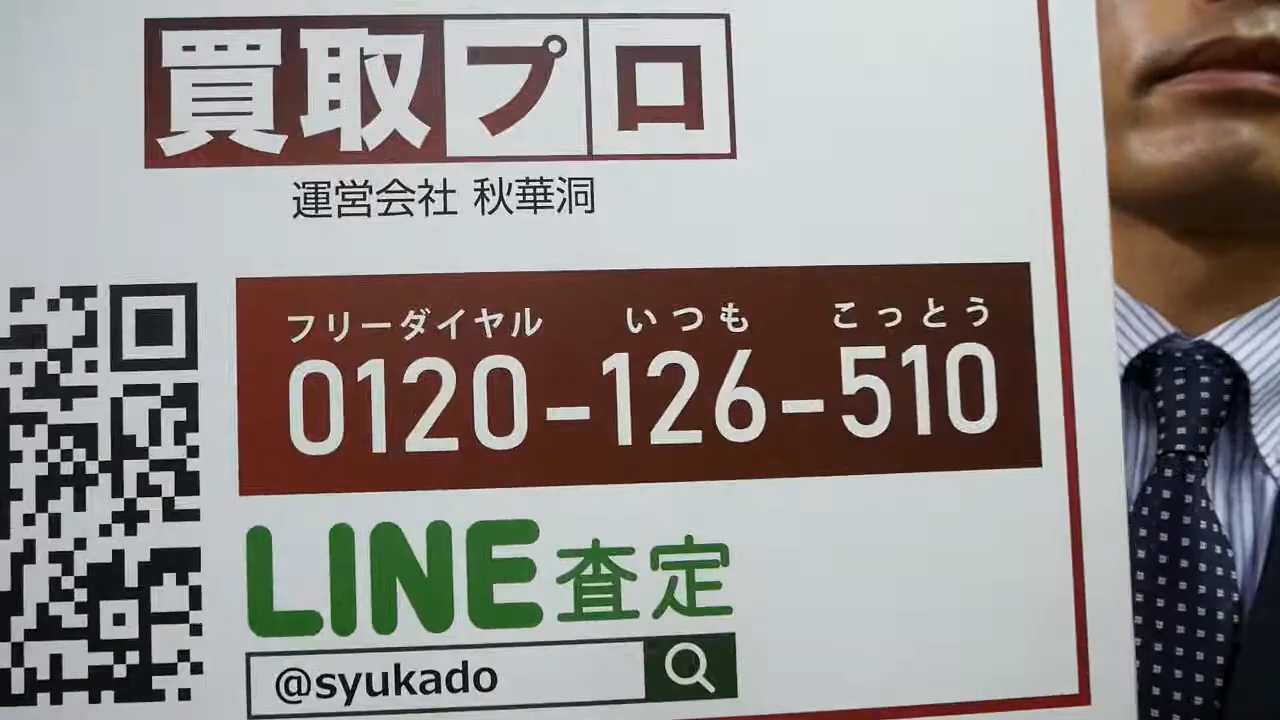 買取プロ
運営会社 秋華洞
フリーダイヤル いつも こっとう
0120-126-510
LINE査定
@syukado